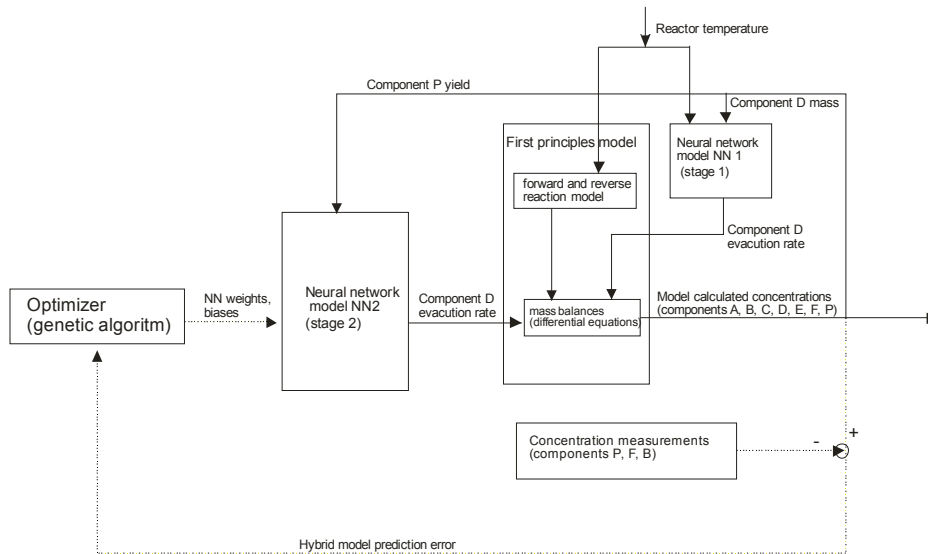 Reactor temperature
Component P yield
Component D mass
First principles model
Neural network
model NN 1
(stage 1)
forward and reverse
reaction model
Component D
evacution rate
Neural network
model NN2
(stage 2)
Component D
evacution rate
Optimizer
(genetic algoritm)
NN weights,
biases
mass balances
(differential equations)
Model calculated concentrations
(components A, B, C, D, E, F, P)
Concentration measurements
(components P, F, B)
- +
Hybrid model prediction error